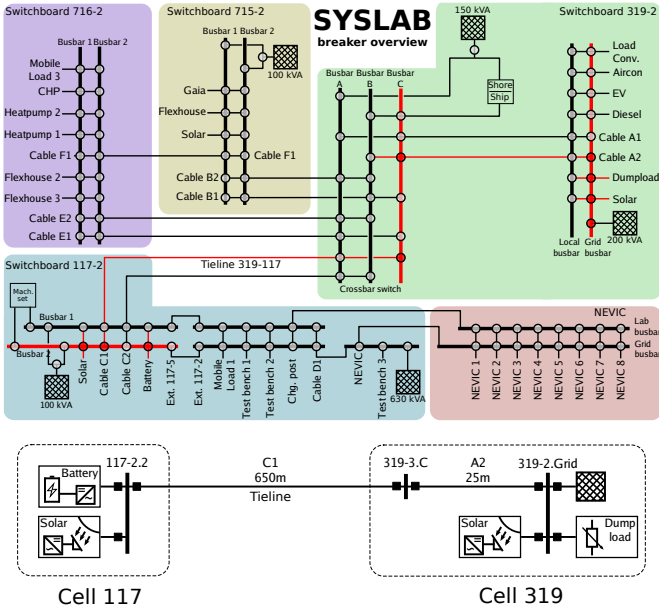 Switchboard 716-2
Busbar 1 Busbar 2
Mobile
Load 3
CHP
Heatpump 2
Heatpump 1
Cable F1
Flexhouse 2
Flexhouse 3
Cable E2
Cable E1
Switchboard 715-2
Busbar 1 Busbar 2
100 kVA
Gaia
Flexhouse
Solar
Cable F1
Cable B2
Cable B1
SYSLAB
breaker overview
150 kVA
Switchboard 319-2
Busbar Busbar Busbar
A B C
Shore
Ship
Load
Conv.
Aircon
EV
Diesel
Cable A1
Cable A2
Dumpload
Solar
Local
busbar
Grid
busbar
200 kVA
Crossbar switch
Tieline 319-117
Switchboard 117-2
Mach.
set
Busbar 1
Busbar 2
100 kVA
Solar
Cable C1
Cable C2
Battery
Ext. 117-5
Ext. 117-2
Mobile
Load 1
Test bench 1
Test bench 2
Chg. post
Cable D1
NEVIC
Test bench 3
630 kVA
NEVIC
Lab
busbar
Grid
busbar
NEVIC 1
NEVIC 2
NEVIC 3
NEVIC 4
NEVIC 5
NEVIC 6
NEVIC 7
NEVIC 8
117-2.2
Battery
Solar
C1
650m
Tieline
319-3.C
A2
25m
319-2.Grid
Solar
Dump
load
Cell 117
Cell 319